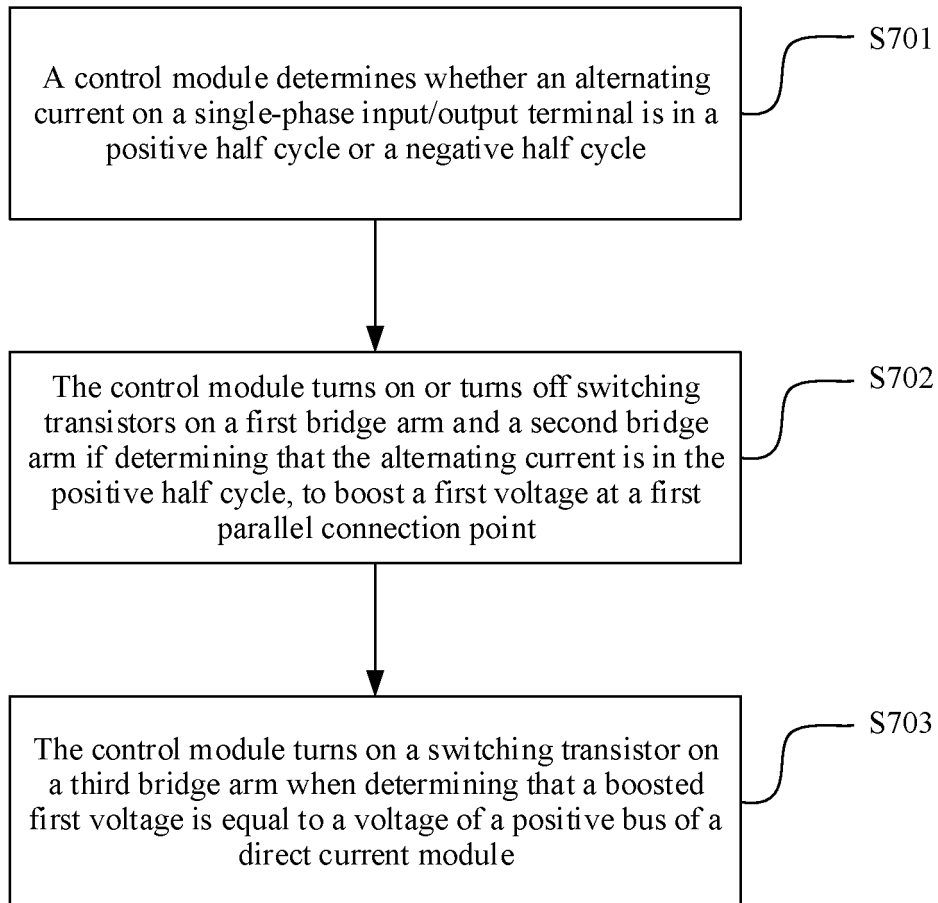 S701
A control module determines whether an alternating
current on a single-phase input/output terminal is in a
positive half cycle or a negative half cycle
S702
The control module turns on or turns off switching
transistors on a first bridge arm and a second bridge
arm if determining that the alternating current is in the
positive half cycle, to boost a first voltage at a first
parallel connection point
S703
The control module turns on a switching transistor on
a third bridge arm when determining that a boosted
first voltage is equal to a voltage of a positive bus of a
direct current module